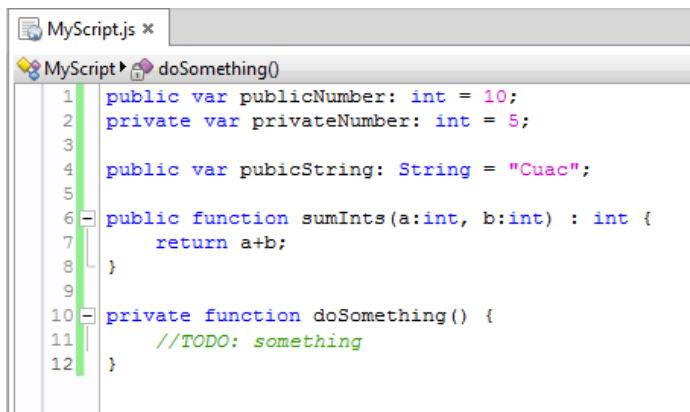 MyScript.js ×
MyScript doSomething()
1 public var publicNumber: int = 10;
2 private var privateNumber: int = 5;
3
4 public var pubicString: String = "Cuac";
5
6 public function sumInts(a:int, b:int) : int {
7 return a+b;
8 }
9
10 private function doSomething() {
11 //TODO: something
12 }